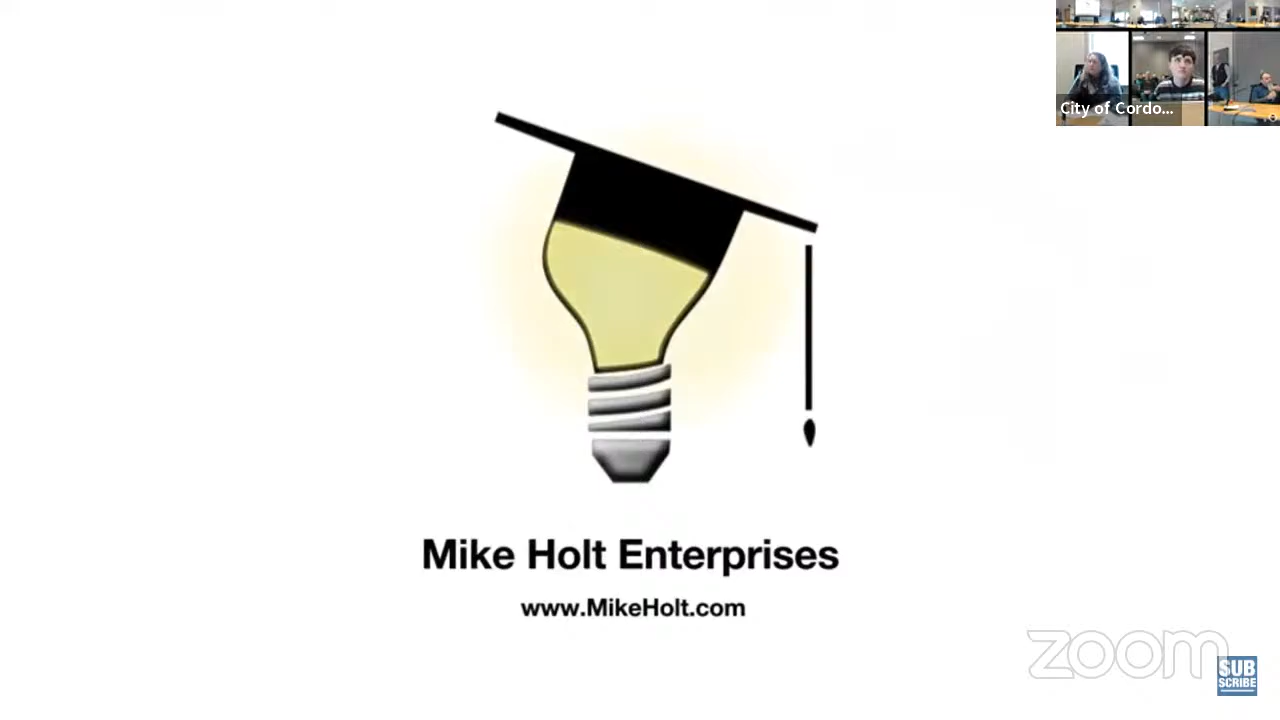 City of Cordo...
Mike Holt Enterprises
www.MikeHolt.com
zoom
SUB
SCRIBE